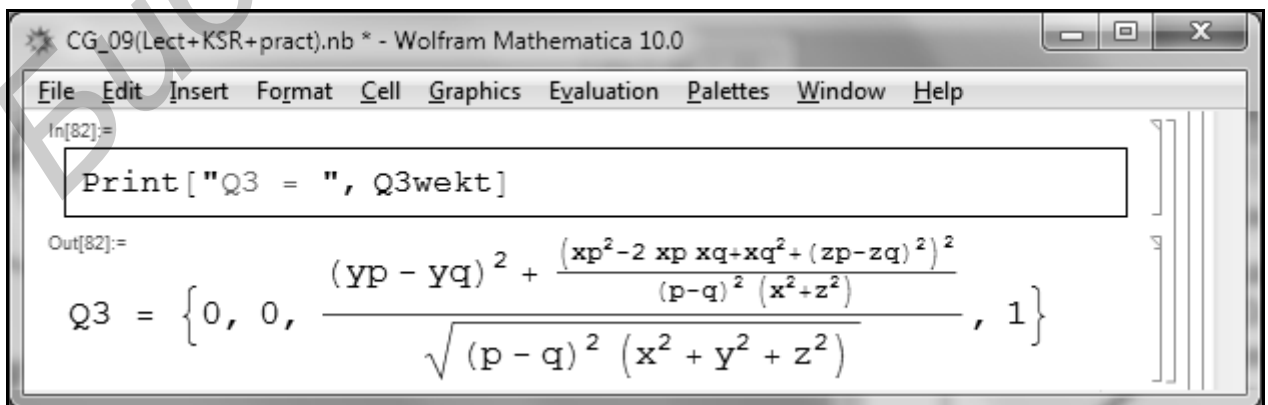 CG_09(Lect+KSR+pract).nb * - Wolfram Mathematica 10.0
File Edit Insert Format Cell Graphics Evaluation Palettes Window Help
In[82]:=
Print["Q3 = ", Q3wekt]
Out[82]:=
Q3 = {0, 0, ((yp - yq)^2 + (xp^2-2 xp xq+xq^2+(zp-zq)^2)^2/((p-q)^2 (x^2+z^2)))/√((p - q)^2 (x^2 + y^2 + z^2)), 1}